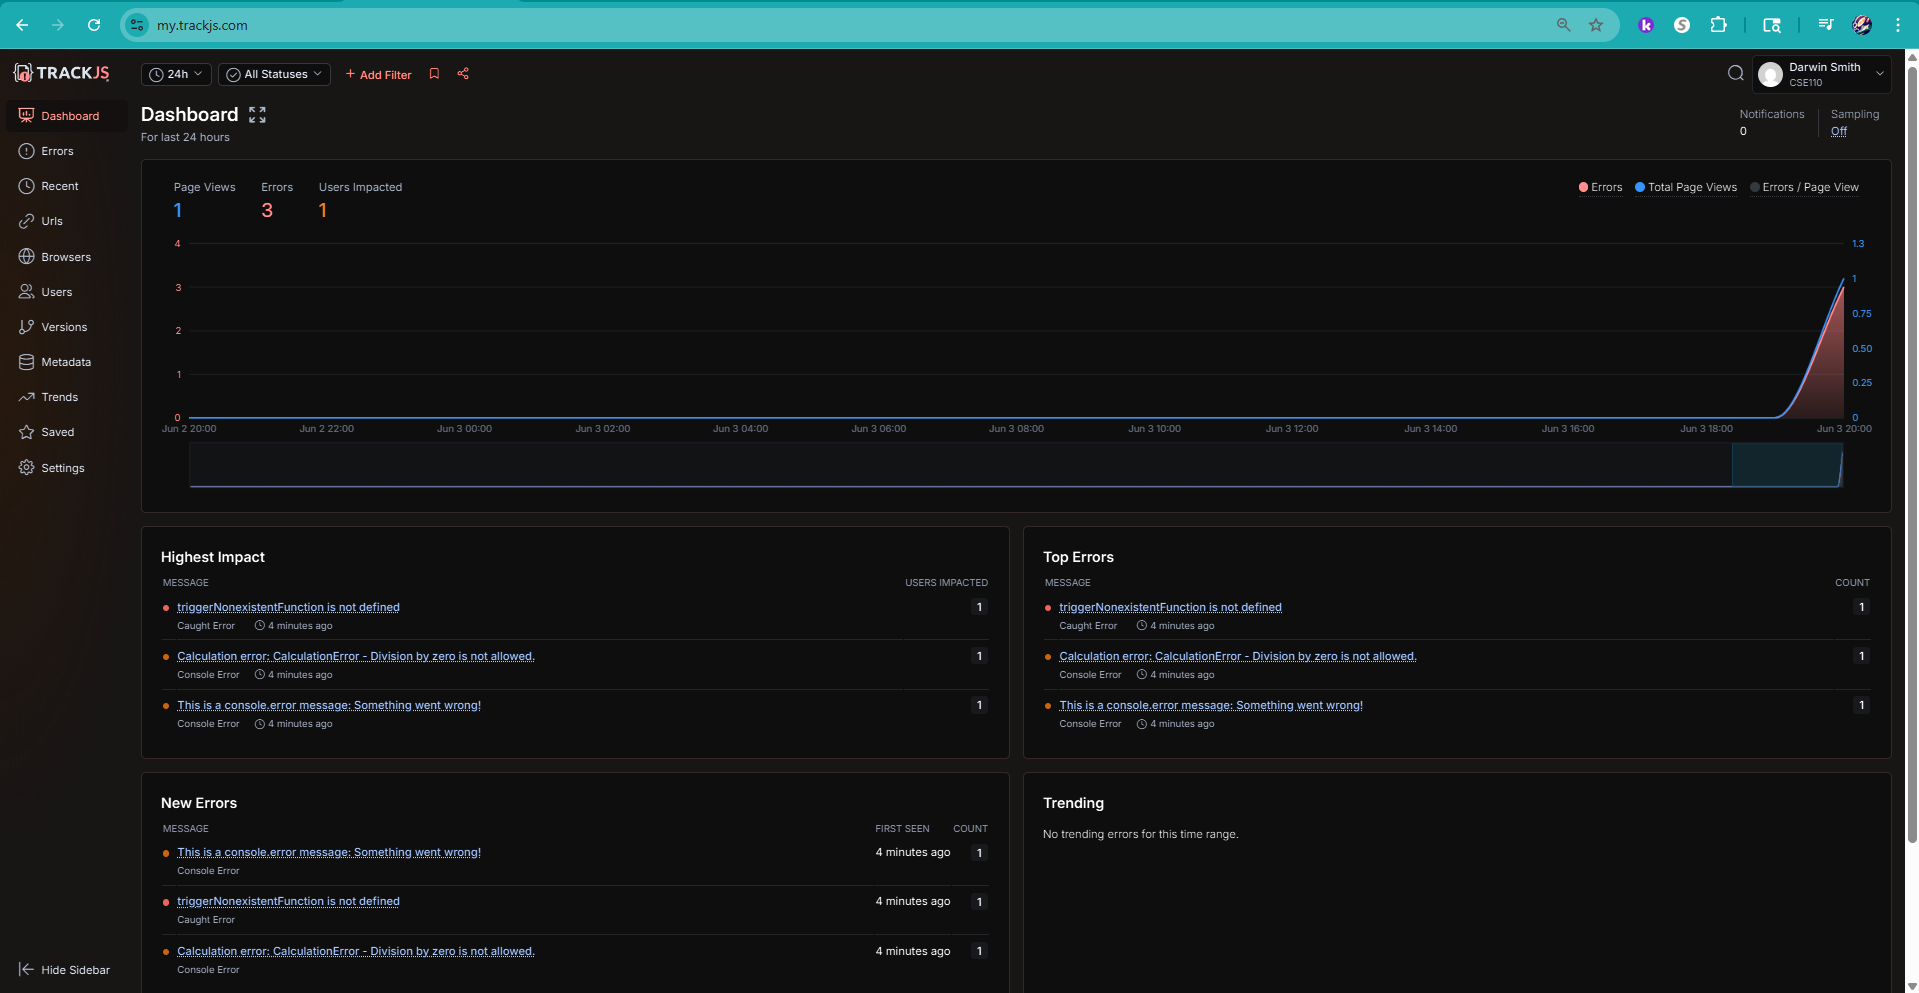 my.trackjs.com
TRACKJS
24h
All Statuses
+ Add Filter
Darwin Smith
CSE110
Dashboard
Errors
Recent
Urls
Browsers
Users
Versions
Metadata
Trends
Saved
Settings
Hide Sidebar
Dashboard
For last 24 hours
Notifications
0
Sampling
Off
Page Views
1
Errors
3
Users Impacted
1
Errors
Total Page Views
Errors / Page View
4
3
2
1
0
1.3
1
0.75
0.50
0.25
0
Jun 2 20:00
Jun 2 22:00
Jun 3 00:00
Jun 3 02:00
Jun 3 04:00
Jun 3 06:00
Jun 3 08:00
Jun 3 10:00
Jun 3 12:00
Jun 3 14:00
Jun 3 16:00
Jun 3 18:00
Jun 3 20:00
Highest Impact
MESSAGE USERS IMPACTED
triggerNonexistentFunction is not defined 1
Caught Error 4 minutes ago
Calculation error: CalculationError - Division by zero is not allowed. 1
Console Error 4 minutes ago
This is a console.error message: Something went wrong! 1
Console Error 4 minutes ago
Top Errors
MESSAGE COUNT
triggerNonexistentFunction is not defined 1
Caught Error 4 minutes ago
Calculation error: CalculationError - Division by zero is not allowed. 1
Console Error 4 minutes ago
This is a console.error message: Something went wrong! 1
Console Error 4 minutes ago
New Errors
MESSAGE FIRST SEEN COUNT
This is a console.error message: Something went wrong! 4 minutes ago 1
Console Error
triggerNonexistentFunction is not defined 4 minutes ago 1
Caught Error
Calculation error: CalculationError - Division by zero is not allowed. 4 minutes ago 1
Console Error
Trending
No trending errors for this time range.